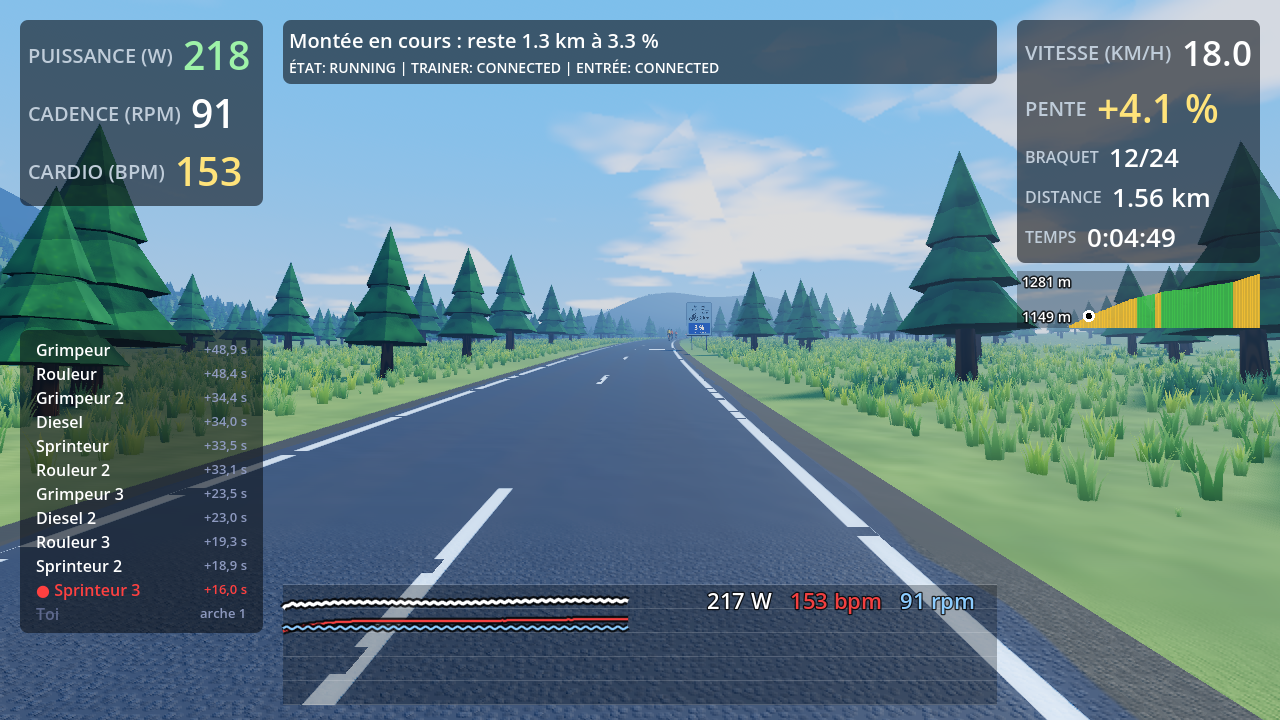 PUISSANCE (W) 218
CADENCE (RPM) 91
CARDIO (BPM) 153
Montée en cours : reste 1.3 km à 3.3 %
ÉTAT: RUNNING | TRAINER: CONNECTED | ENTRÉE: CONNECTED
VITESSE (KM/H) 18.0
PENTE +4.1 %
BRAQUET 12/24
DISTANCE 1.56 km
TEMPS 0:04:49
1281 m
1149 m
3 %
Grimpeur +48,9 s
Rouleur +48,4 s
Grimpeur 2 +34,4 s
Diesel +34,0 s
Sprinteur +33,5 s
Rouleur 2 +33,1 s
Grimpeur 3 +23,5 s
Diesel 2 +23,0 s
Rouleur 3 +19,3 s
Sprinteur 2 +18,9 s
Sprinteur 3 +16,0 s
Toi arche 1
217 W 153 bpm 91 rpm